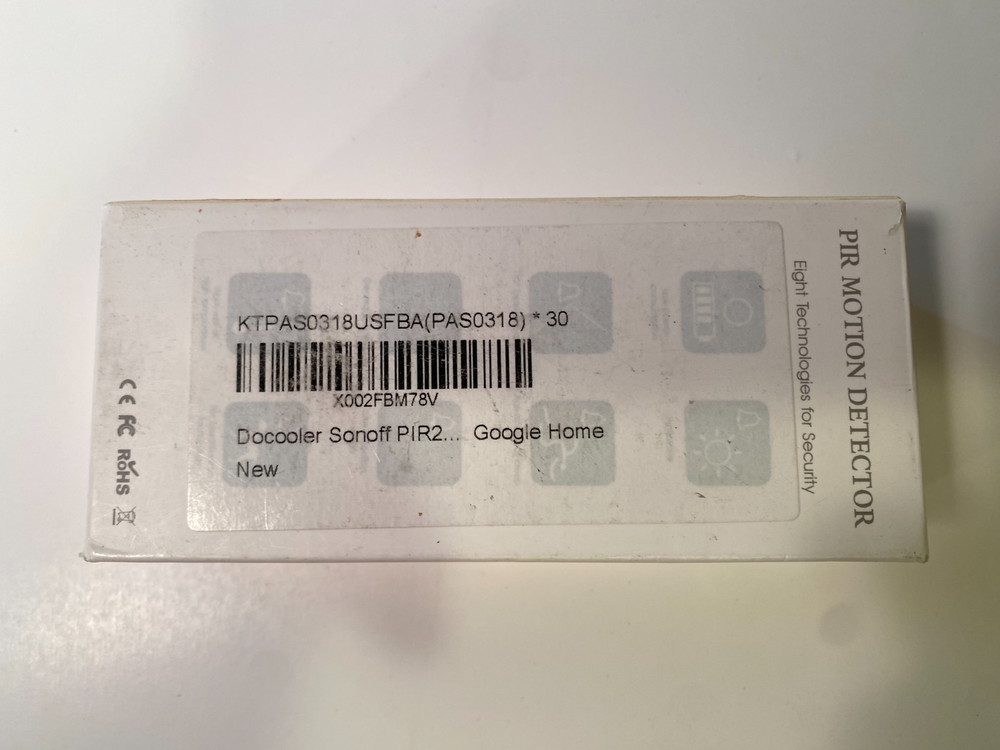 KTPAS0318USFBA(PAS0318) * 30
X002FBM78V
Docooler Sonoff PIR2... Google Home
New
PIR MOTION DETECTOR
Eight Technologies for Security
CE FC RoHS